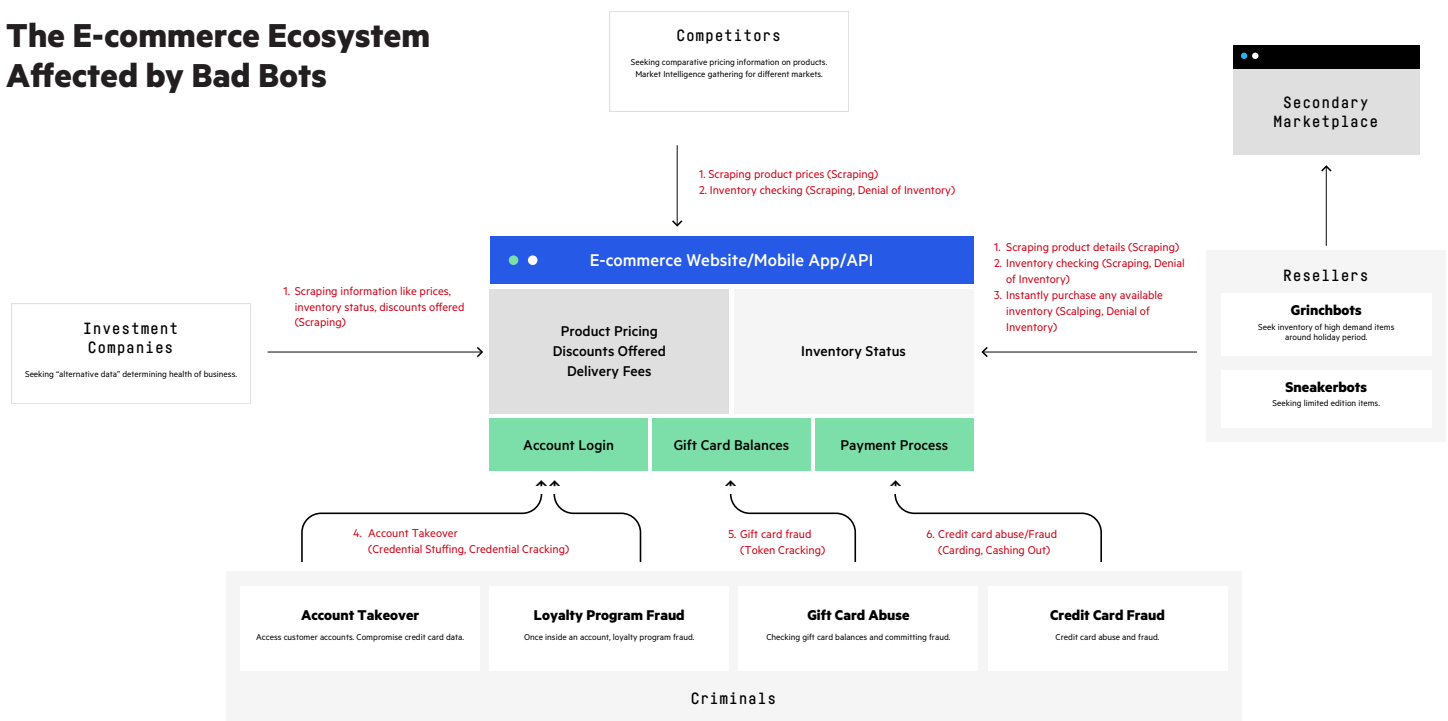 The E-commerce Ecosystem
Affected by Bad Bots
Competitors
Seeking comparative pricing information on products.
Market Intelligence gathering for different markets.
Secondary
Marketplace
1. Scraping product prices (Scraping)
2. Inventory checking (Scraping, Denial of Inventory)
E-commerce Website/Mobile App/API
1. Scraping product details (Scraping)
2. Inventory checking (Scraping, Denial
of Inventory)
3. Instantly purchase any available
inventory (Scalping, Denial of
Inventory)
Resellers
Grinchbots
Seek inventory of high demand items
around holiday period.
Sneakerbots
Seeking limited edition items.
1. Scraping information like prices,
inventory status, discounts offered
(Scraping)
Investment
Companies
Seeking "alternative data" determining health of business.
Product Pricing
Discounts Offered
Delivery Fees
Inventory Status
Account Login
Gift Card Balances
Payment Process
4. Account Takeover
(Credential Stuffing, Credential Cracking)
5. Gift card fraud
(Token Cracking)
6. Credit card abuse/Fraud
(Carding, Cashing Out)
Account Takeover
Access customer accounts. Compromise credit card data.
Loyalty Program Fraud
Once inside an account, loyalty program fraud.
Gift Card Abuse
Checking gift card balances and committing fraud.
Credit Card Fraud
Credit card abuse and fraud.
Criminals